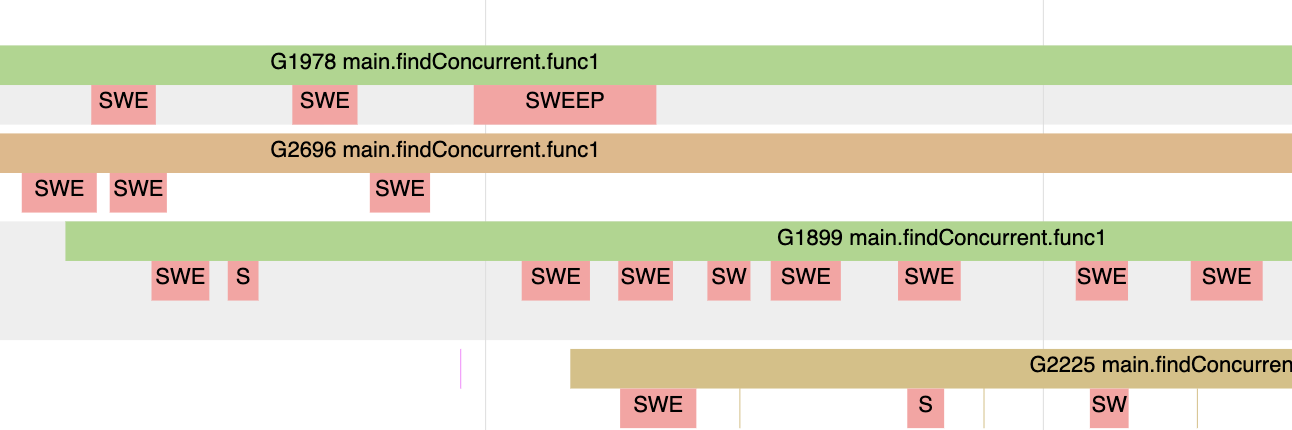 G1978 main.findConcurrent.func1
SWE SWE SWEEP
G2696 main.findConcurrent.func1
SWE SWE SWE
G1899 main.findConcurrent.func1
SWE S SWE SWE SW SWE SWE SWE SWE
G2225 main.findConcurren
SWE S SW